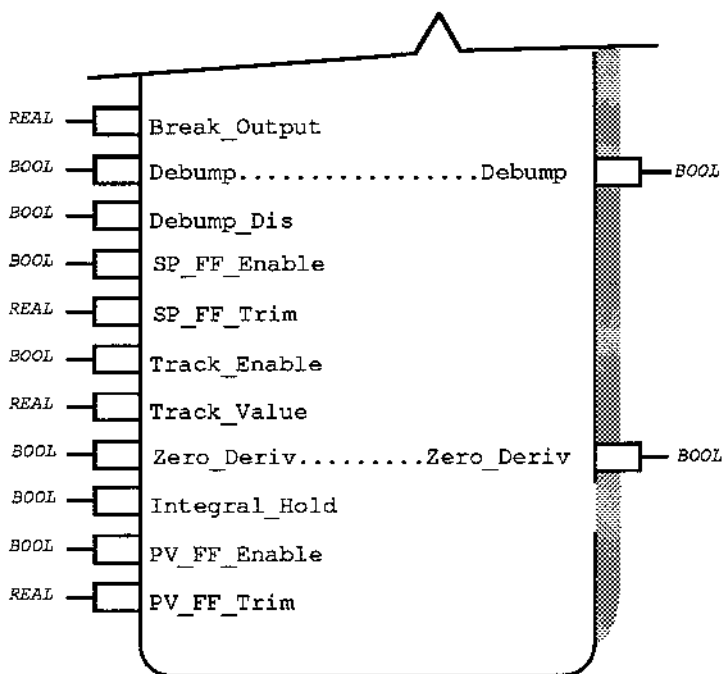 REAL Break_Output
BOOL Debump..................Debump BOOL
BOOL Debump_Dis
BOOL SP_FF_Enable
REAL SP_FF_Trim
BOOL Track_Enable
REAL Track_Value
BOOL Zero_Deriv.........Zero_Deriv BOOL
BOOL Integral_Hold
BOOL PV_FF_Enable
REAL PV_FF_Trim